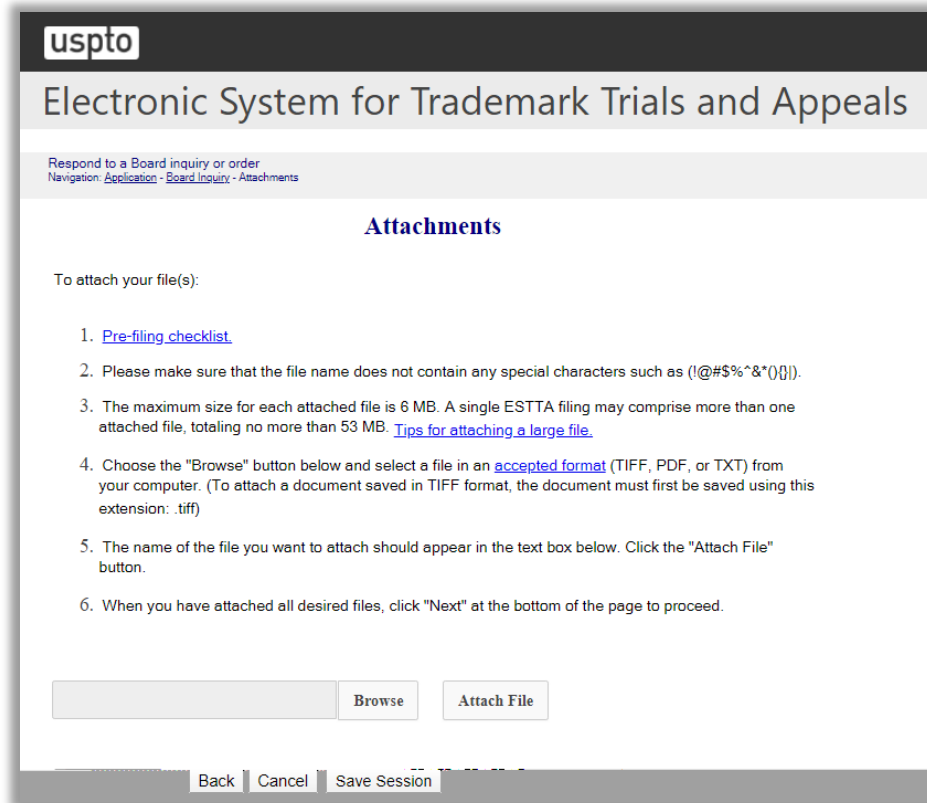 uspto
Electronic System for Trademark Trials and Appeals
Respond to a Board inquiry or order
Navigation: Application - Board Inquiry - Attachments
Attachments
To attach your file(s):
1. Pre-filing checklist.
2. Please make sure that the file name does not contain any special characters such as (!@#$%^&*(){}|).
3. The maximum size for each attached file is 6 MB. A single ESTTA filing may comprise more than one
attached file, totaling no more than 53 MB. Tips for attaching a large file.
4. Choose the "Browse" button below and select a file in an accepted format (TIFF, PDF, or TXT) from
your computer. (To attach a document saved in TIFF format, the document must first be saved using this
extension: .tiff)
5. The name of the file you want to attach should appear in the text box below. Click the "Attach File"
button.
6. When you have attached all desired files, click "Next" at the bottom of the page to proceed.
Browse Attach File
Back Cancel Save Session